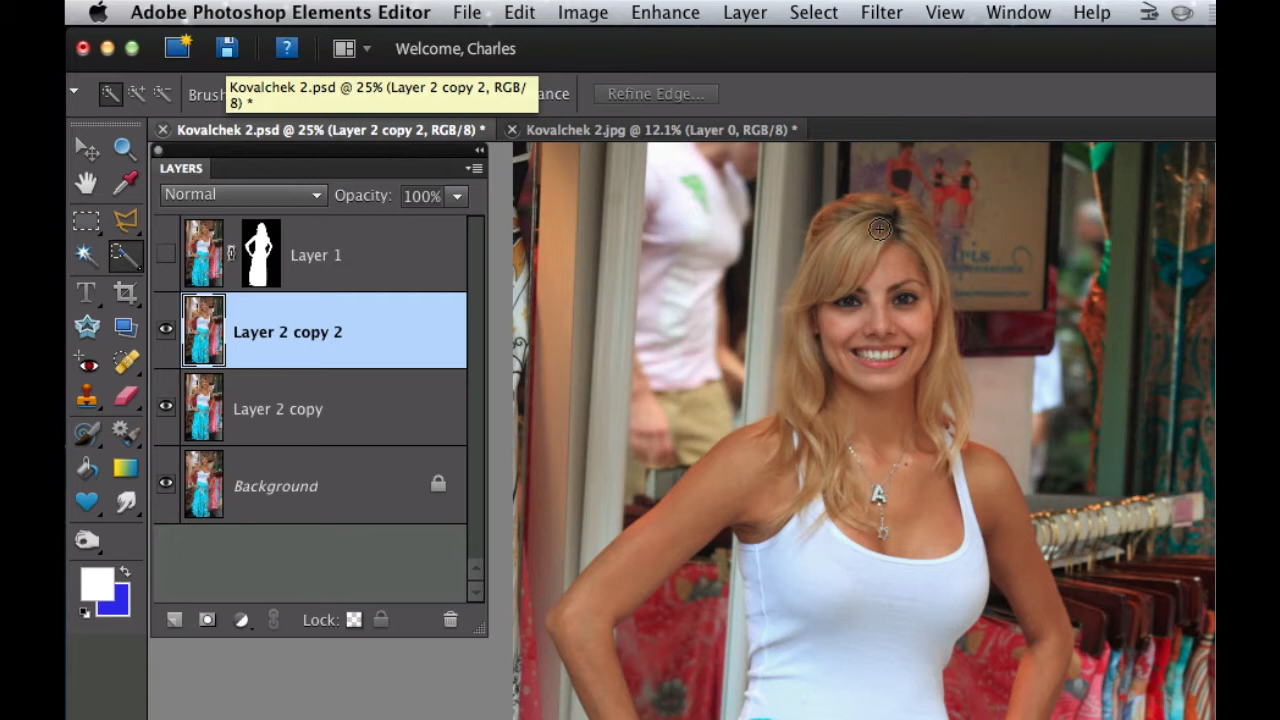 Adobe Photoshop Elements Editor File Edit Image Enhance Layer Select Filter View Window Help
? Welcome, Charles
Brush
ance Refine Edge...
Kovalchek 2.psd @ 25% (Layer 2 copy 2, RGB/
8) *
Kovalchek 2.psd @ 25% (Layer 2 copy 2, RGB/8) * Kovalchek 2.jpg @ 12.1% (Layer 0, RGB/8) *
LAYERS
Normal Opacity: 100%
Layer 1
Layer 2 copy 2
Layer 2 copy
Background
Lock:
T
Iris
A